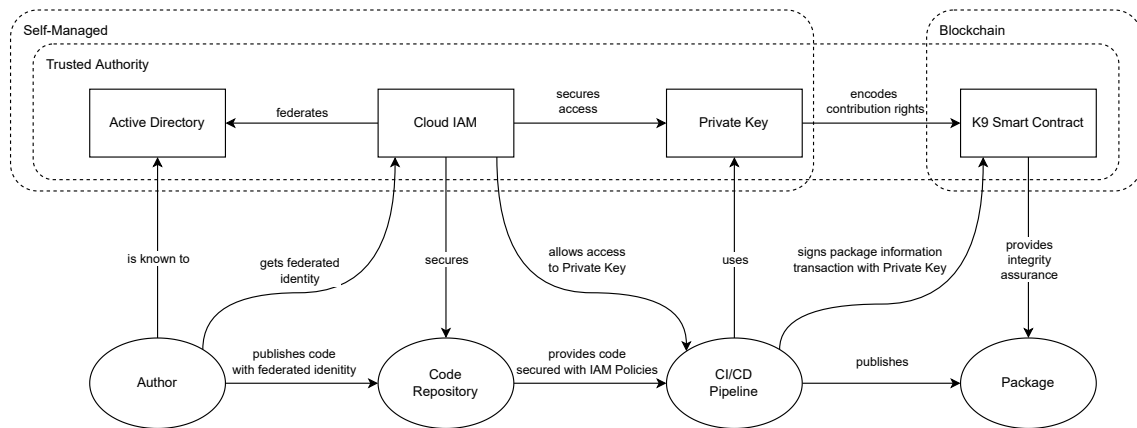 Self-Managed
Blockchain
Trusted Authority
Active Directory
federates
Cloud IAM
secures
access
Private Key
encodes
contribution rights
K9 Smart Contract
is known to
gets federated
identity
secures
allows access
to Private Key
uses
signs package information
transaction with Private Key
provides
integrity
assurance
Author
publishes code
with federated idenitity
Code
Repository
provides code
secured with IAM Policies
CI/CD
Pipeline
publishes
Package